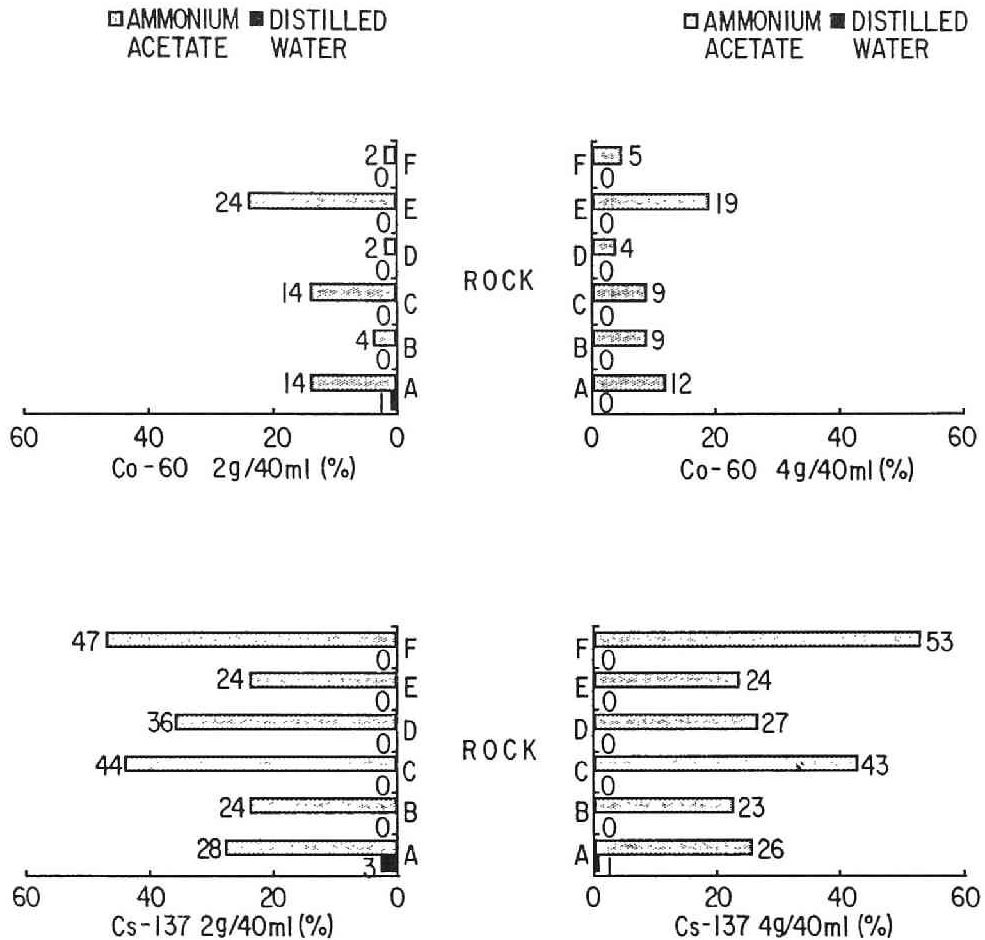 AMMONIUM ACETATE DISTILLED WATER
AMMONIUM ACETATE DISTILLED WATER
2 F
0
24 E
0
2 D
0
14 C
0
4 B
0
14 A
1
60 40 20 0
Co-60 2g/40ml (%)
ROCK
F 5
0
E 19
0
D 4
0
C 9
0
B 9
0
A 12
0
0 20 40 60
Co-60 4g/40ml (%)
47 F
0
24 E
0
36 D
0
44 C
0
24 B
0
28 A
3
60 40 20 0
Cs-137 2g/40ml (%)
ROCK
F 53
0
E 24
0
D 27
0
C 43
0
B 23
0
A 26
1
0 20 40 60
Cs-137 4g/40ml (%)